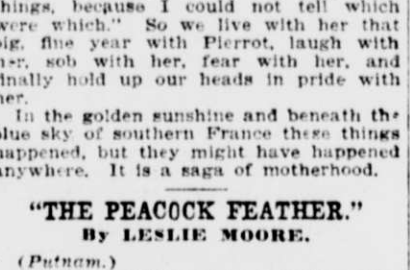 things, because I could not tell which
were which." So we live with her that
big, fine year with Pierrot, laugh with
her, sob with her, fear with her, and
finally hold up our heads in pride with
her.
In the golden sunshine and beneath the
blue sky of southern France these things
happened, but they might have happened
anywhere. It is a saga of motherhood.
"THE PEACOCK FEATHER."
By LESLIE MOORE.
(Putnam.)